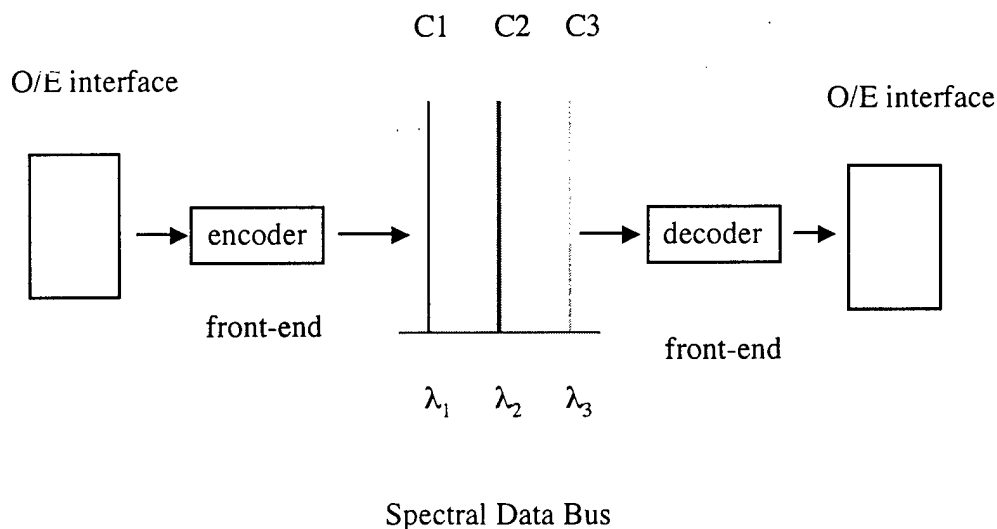 C1 C2 C3
O/E interface
O/E interface
encoder
decoder
front-end
front-end
λ₁ λ₂ λ₃
Spectral Data Bus